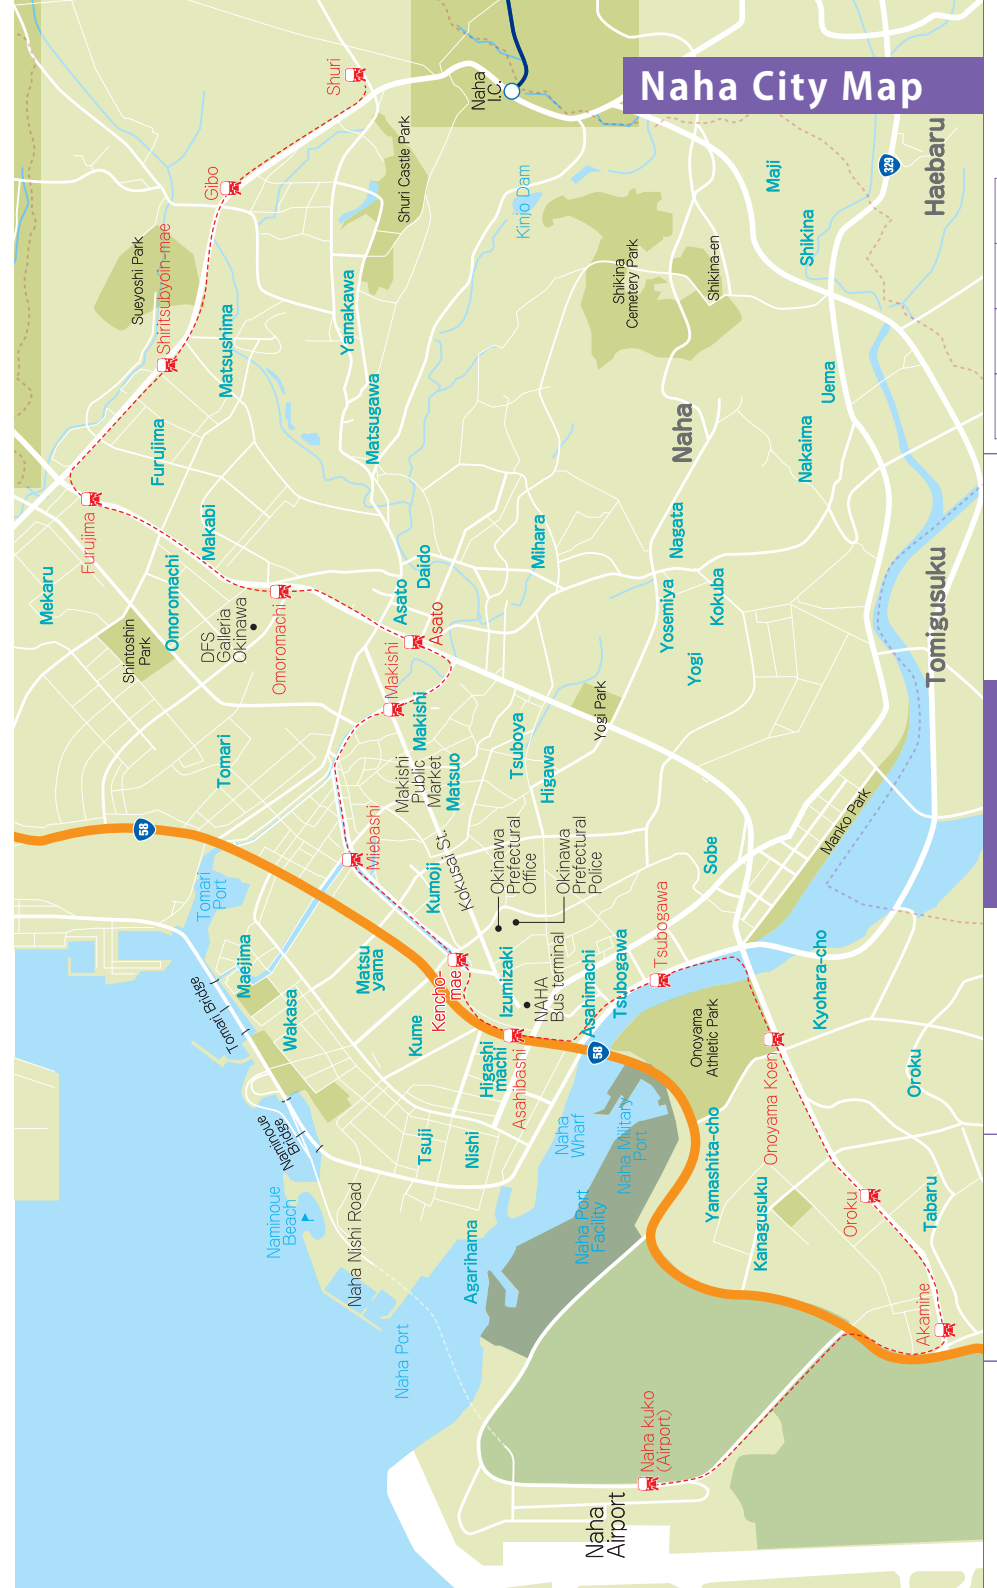 Naha City Map
Shuri
Naha
I.C.
Gibo
Shuri Castle Park
Sueyoshi Park
Shiritsubyoin-mae
Kinjo Dam
Maji
329
Haebaru
Shikina
Shikina
Cemetery Park
Shikina-en
Matsushima
Yamakawa
Matsugawa
Furujima
Uema
Naha
Nakaima
Furujima
Makabi
Mekaru
Omoromachi
Shintoshin
Park
DFS
Galleria
Okinawa
Omoromachi
Asato
Daido
Asato
Mihara
Nagata
Yosemiya
Kokuba
Yogi
Tomigusuku
Makishi
Makishi
Makishi
Public
Market
Matsuo
Tsuboya
Higawa
Yogi Park
Tomari
58
Miebashi
Kokusai St.
Kumoji
Okinawa
Prefectural
Office
Okinawa
Prefectural
Police
Sobe
Manko Park
Tomari
Port
Tomari Bridge
Maejima
Matsu
yama
Wakasa
Kume
Kencho-
mae
Izumizaki
NAHA
Bus terminal
Asahimachi
Tsubogawa
Tsubogawa
Kyohara-cho
Higashi
machi
Asahibashi
58
Onoyama
Athletic Park
Onoyama Koen
Oroku
Naminoue
Bridge
Naminoue
Beach
Tsuji
Nishi
Naha
Wharf
Naha Military
Port
Naha Port
Facility
Yamashita-cho
Kanagusuku
Oroku
Tabaru
Naha Nishi Road
Agarihama
Naha Port
Akamine
Naha kuko
(Airport)
Naha
Airport